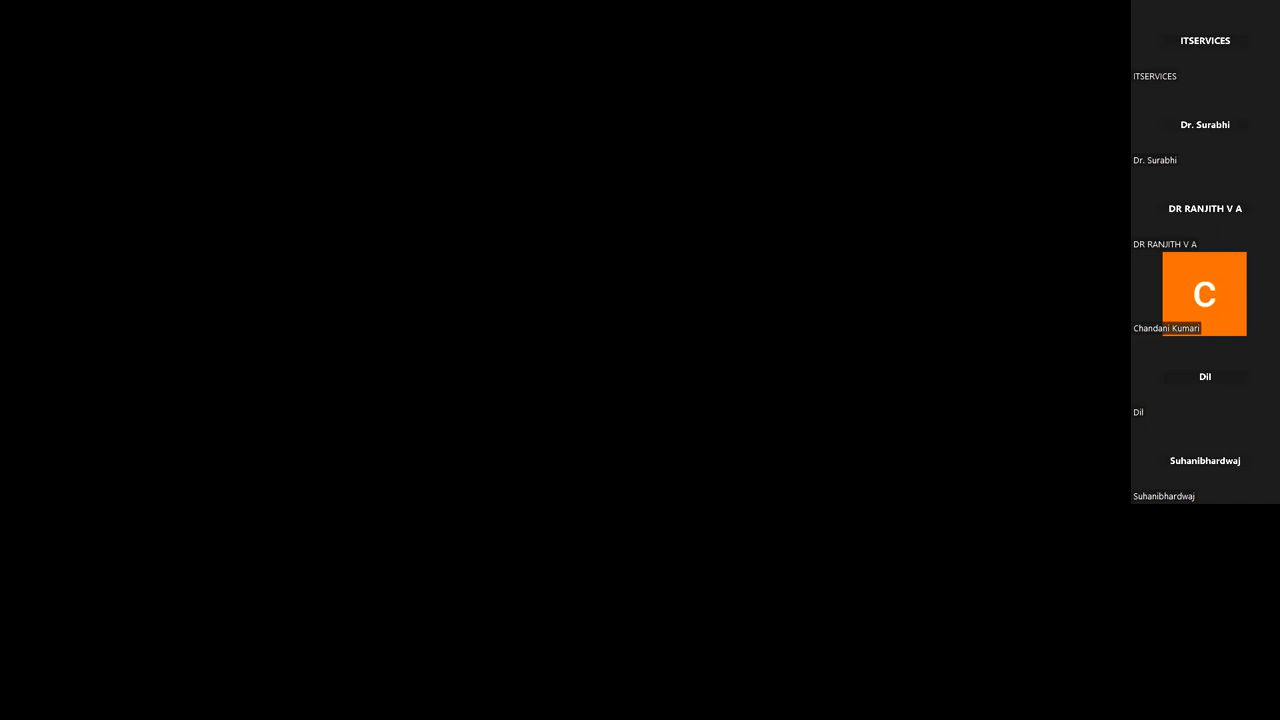 ITSERVICES
ITSERVICES
Dr. Surabhi
Dr. Surabhi
DR RANJITH V A
DR RANJITH V A
C
Chandani Kumari
Dil
Dil
Suhanibhardwaj
Suhanibhardwaj